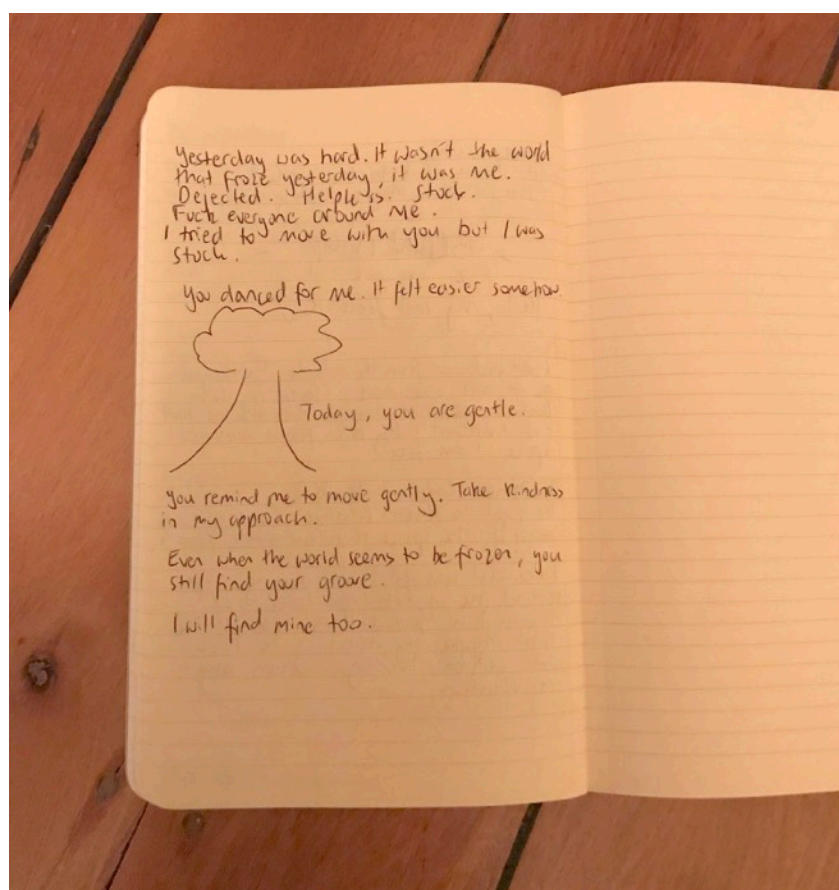 Yesterday was hard. It wasn't the world
that froze yesterday, it was me.
Dejected. Helpless. Stuck.
Fuck everyone around me.
I tried to move with you but I was
stuck.
You danced for me. It felt easier somehow.
Today, you are gentle.
You remind me to move gently. Take kindness
in my approach.
Even when the world seems to be frozen, you
still find your groove.
I will find mine too.